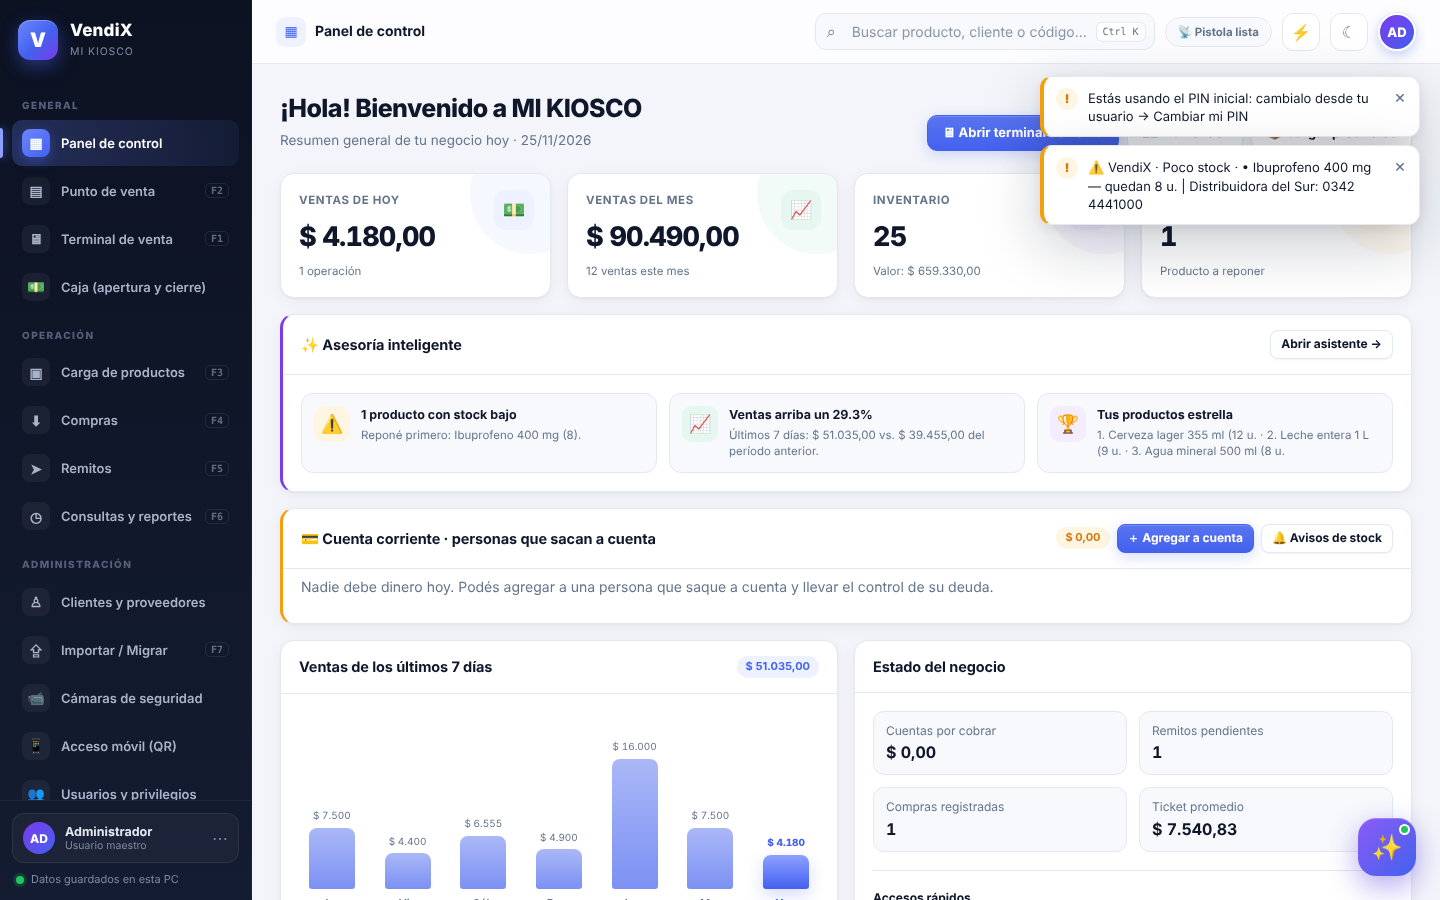 V
VendiX
MI KIOSCO
GENERAL
Panel de control
Punto de venta F2
Terminal de venta F1
Caja (apertura y cierre)
OPERACIÓN
Carga de productos F3
Compras F4
Remitos F5
Consultas y reportes F6
ADMINISTRACIÓN
Clientes y proveedores
Importar / Migrar F7
Cámaras de seguridad
Acceso móvil (QR)
Usuarios y privilegios
AD
Administrador
Usuario maestro
...
Datos guardados en esta PC
Panel de control
Buscar producto, cliente o código... Ctrl K
Pistola lista
AD
¡Hola! Bienvenido a MI KIOSCO
Resumen general de tu negocio hoy · 25/11/2026
Abrir terminal
! Estás usando el PIN inicial: cambialo desde tu
usuario → Cambiar mi PIN
✕
! ⚠️ VendiX · Poco stock · • Ibuprofeno 400 mg
— quedan 8 u. | Distribuidora del Sur: 0342
4441000
✕
VENTAS DE HOY
$ 4.180,00
1 operación
VENTAS DEL MES
$ 90.490,00
12 ventas este mes
INVENTARIO
25
Valor: $ 659.330,00
1
Producto a reponer
✨ Asesoría inteligente
Abrir asistente →
1 producto con stock bajo
Reponé primero: Ibuprofeno 400 mg (8).
Ventas arriba un 29.3%
Últimos 7 días: $ 51.035,00 vs. $ 39.455,00 del
período anterior.
Tus productos estrella
1. Cerveza lager 355 ml (12 u. · 2. Leche entera 1 L
(9 u. · 3. Agua mineral 500 ml (8 u.
💳 Cuenta corriente · personas que sacan a cuenta
$ 0,00
+ Agregar a cuenta
🔔 Avisos de stock
Nadie debe dinero hoy. Podés agregar a una persona que saque a cuenta y llevar el control de su deuda.
Ventas de los últimos 7 días
$ 51.035,00
$ 7.500
$ 4.400
$ 6.555
$ 4.900
$ 16.000
$ 7.500
$ 4.180
Estado del negocio
Cuentas por cobrar
$ 0,00
Remitos pendientes
1
Compras registradas
1
Ticket promedio
$ 7.540,83
Accesos rápidos